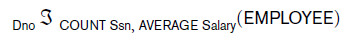 Dno ℑ COUNT Ssn, AVERAGE Salary(EMPLOYEE)